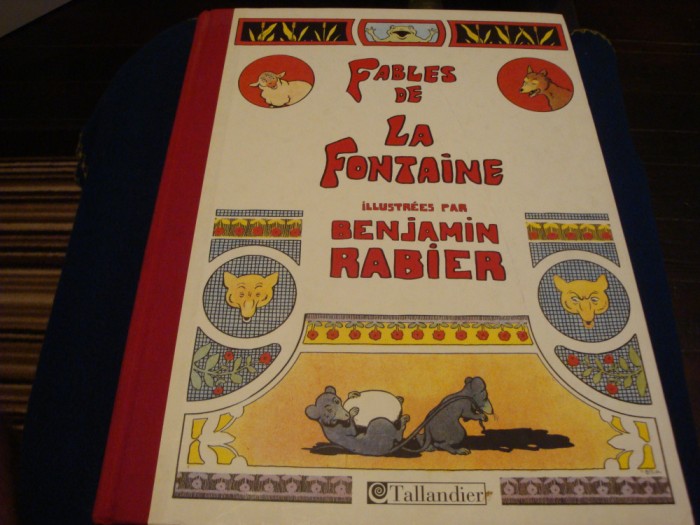 FABLES
DE
LA
FONTAINE
ILLUSTRÉES PAR
BENJAMIN
RABIER
Tallandier